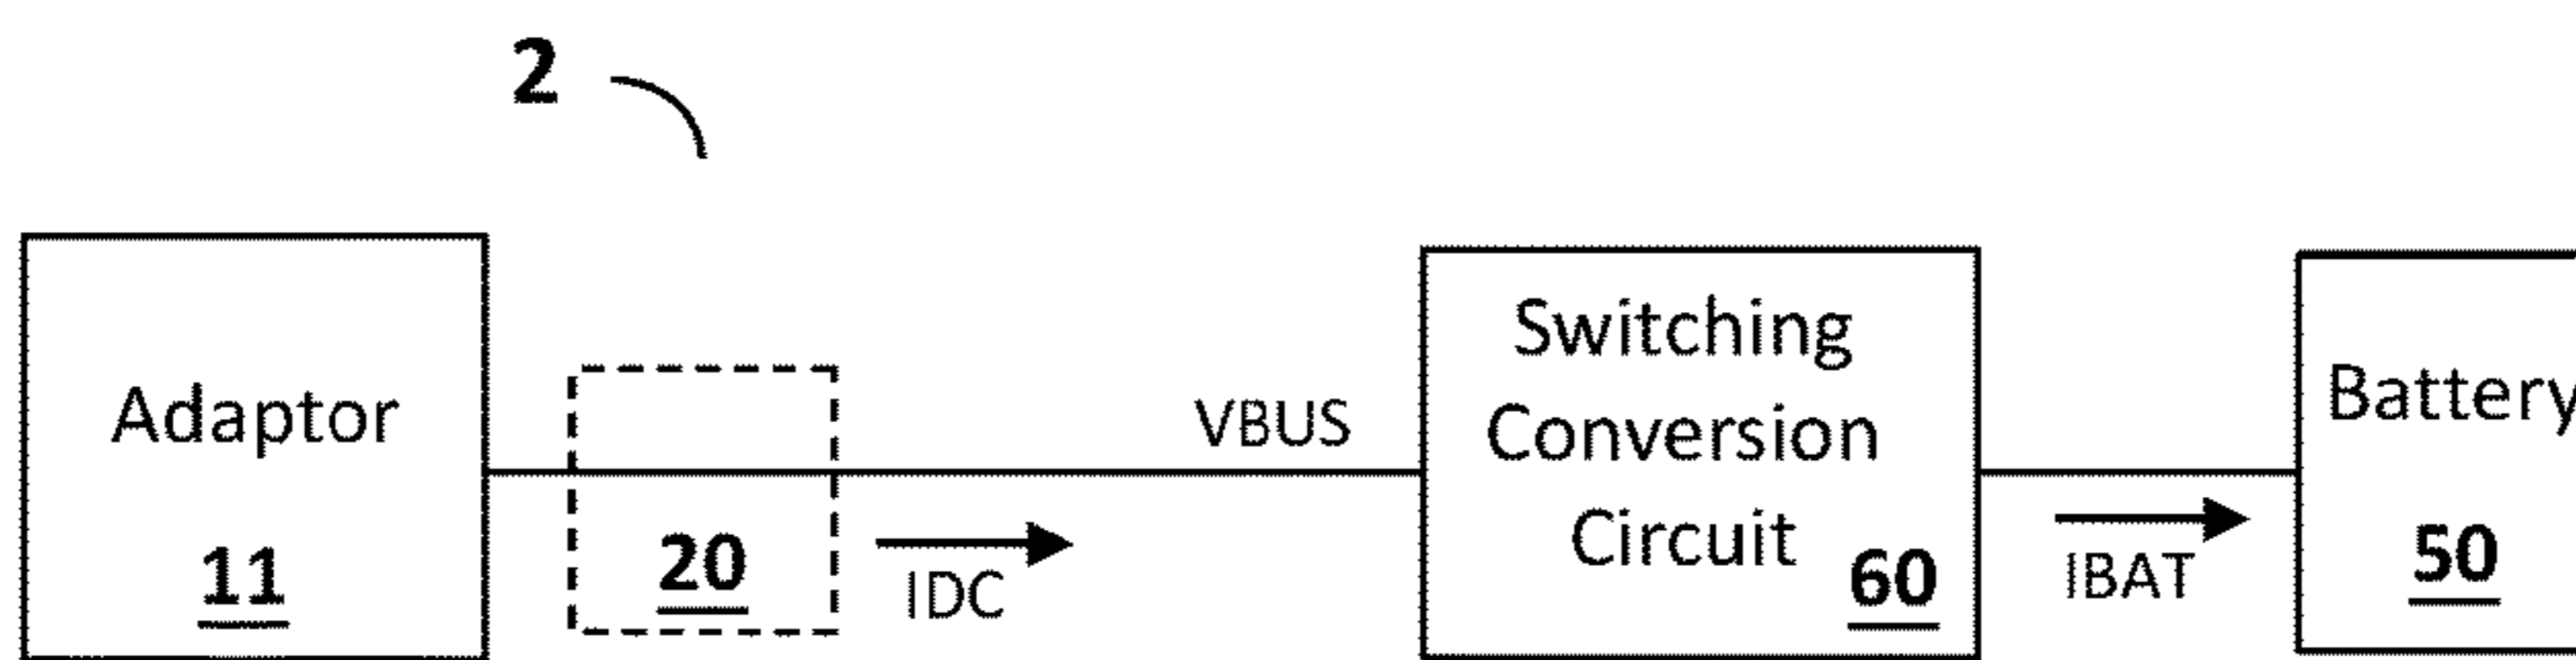 2
Adaptor
11
20
IDC
VBUS
Switching
Conversion
Circuit
60
IBAT
Battery
50